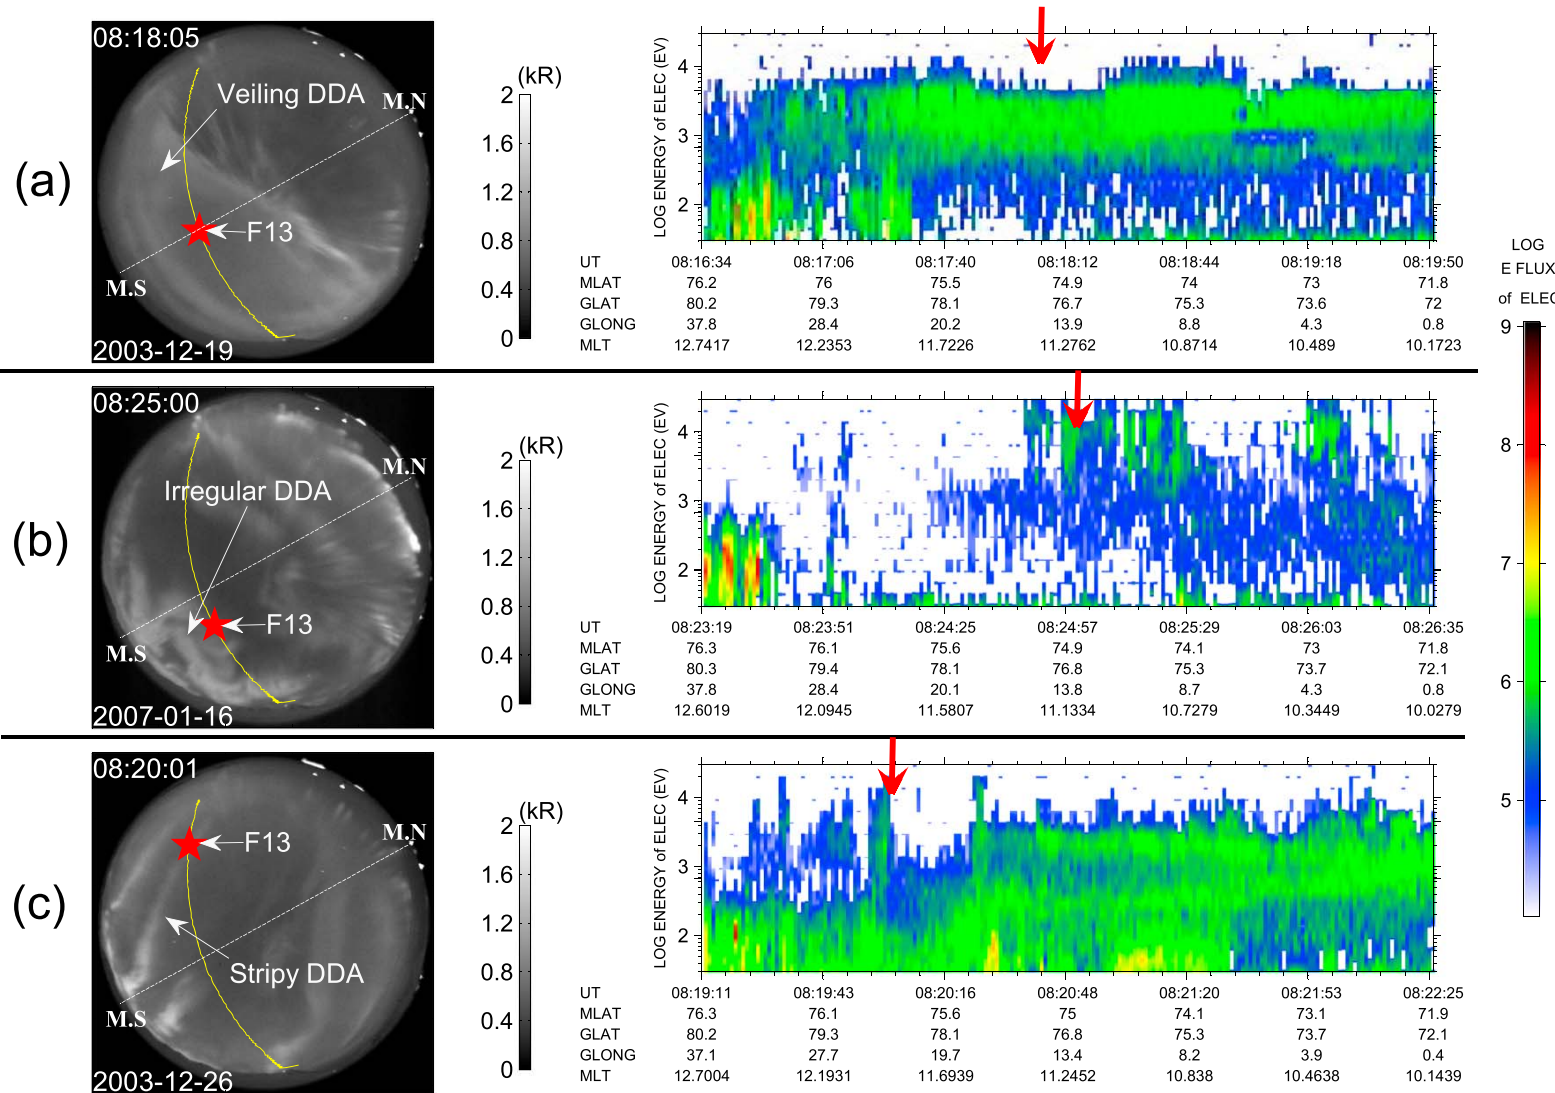 (a)
08:18:05
Veiling DDA
M.N
F13
M.S
2003-12-19
(kR)
2
1.6
1.2
0.8
0.4
0
LOG ENERGY of ELEC (EV)
4
3
2
UT 08:16:34 08:17:06 08:17:40 08:18:12 08:18:44 08:19:18 08:19:50
MLAT 76.2 76 75.5 74.9 74 73 71.8
GLAT 80.2 79.3 78.1 76.7 75.3 73.6 72
GLONG 37.8 28.4 20.2 13.9 8.8 4.3 0.8
MLT 12.7417 12.2353 11.7226 11.2762 10.8714 10.489 10.1723
(b)
08:25:00
M.N
Irregular DDA
F13
M.S
2007-01-16
(kR)
2
1.6
1.2
0.8
0.4
0
LOG ENERGY of ELEC (EV)
4
3
2
UT 08:23:19 08:23:51 08:24:25 08:24:57 08:25:29 08:26:03 08:26:35
MLAT 76.3 76.1 75.6 74.9 74.1 73 71.8
GLAT 80.3 79.4 78.1 76.8 75.3 73.7 72.1
GLONG 37.8 28.4 20.1 13.8 8.7 4.3 0.8
MLT 12.6019 12.0945 11.5807 11.1334 10.7279 10.3449 10.0279
(c)
08:20:01
F13
M.N
Stripy DDA
M.S
2003-12-26
(kR)
2
1.6
1.2
0.8
0.4
0
LOG ENERGY of ELEC (EV)
4
3
2
UT 08:19:11 08:19:43 08:20:16 08:20:48 08:21:20 08:21:53 08:22:25
MLAT 76.3 76.1 75.6 75 74.1 73.1 71.9
GLAT 80.2 79.3 78.1 76.8 75.3 73.7 72.1
GLONG 37.1 27.7 19.7 13.4 8.2 3.9 0.4
MLT 12.7004 12.1931 11.6939 11.2452 10.838 10.4638 10.1439
LOG
E FLUX
of ELEC
9
8
7
6
5